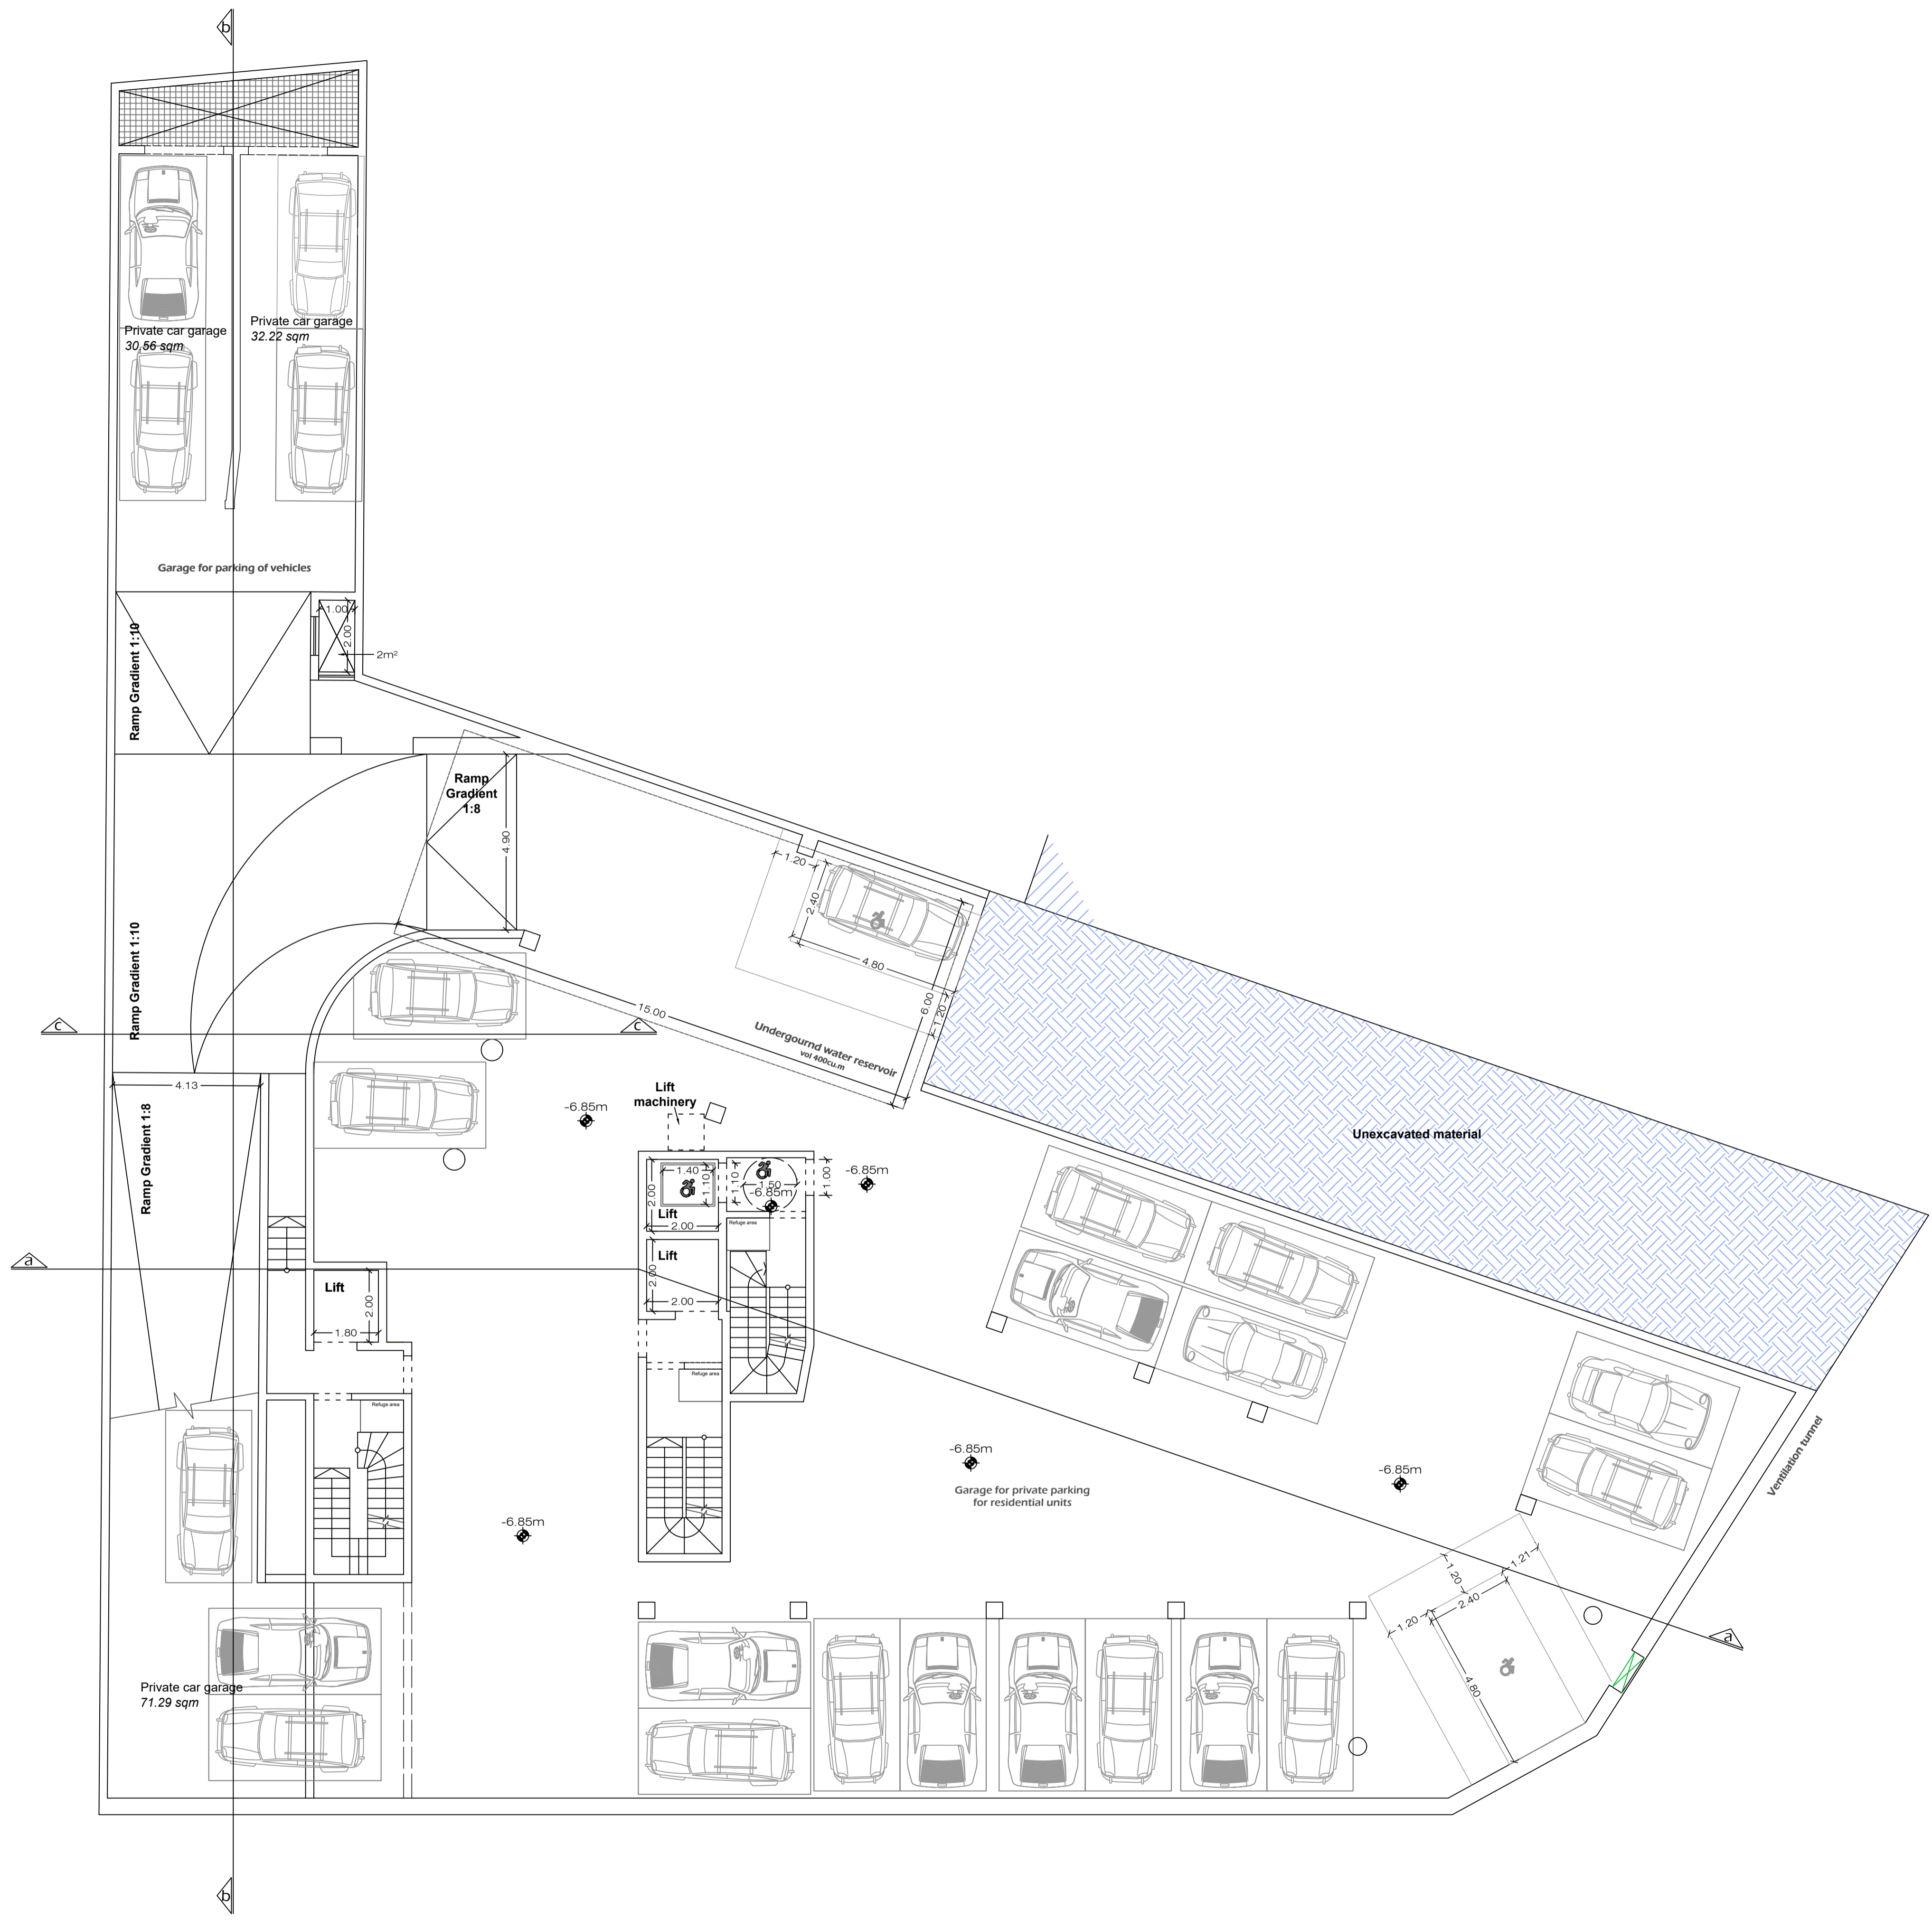 b
Private car garage
30.56 sqm
Private car garage
32.22 sqm
Garage for parking of vehicles
1.00
2.00
2m²
Ramp Gradient 1:10
Ramp
Gradient
1:8
4.90
1.20
2.40
4.80
6.00
1.20
15.00
Undergournd water reservoir
vol 400cu.m
Ramp Gradient 1:10
c
c
4.13
Ramp Gradient 1:8
-6.85m
Lift
machinery
Unexcavated material
1.40
1.10
2.00
Lift
2.00
1.10
1.50
-6.85m
1.00
-6.85m
Refuge area
a
Lift
2.00
2.00
Lift
2.00
1.80
Refuge area
Refuge area
-6.85m
-6.85m
Garage for private parking
for residential units
-6.85m
Ventilation tunnel
1.20
1.21
2.40
1.20
4.80
a
Private car garage
71.29 sqm
b